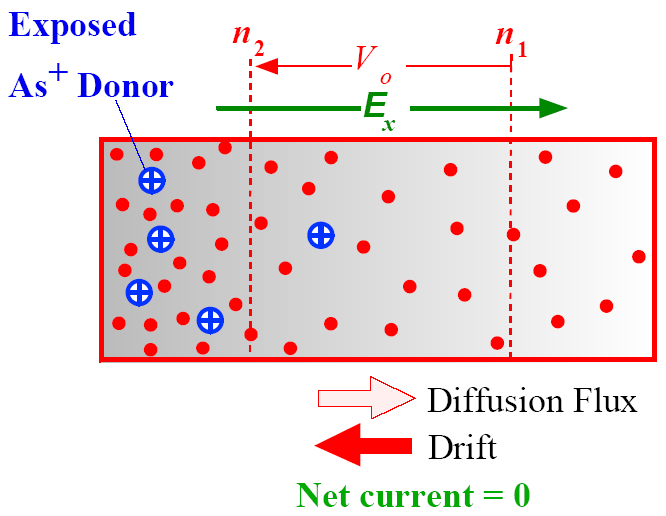 Exposed
As+ Donor
n2
Vo
n1
Ex
Diffusion Flux
Drift
Net current = 0